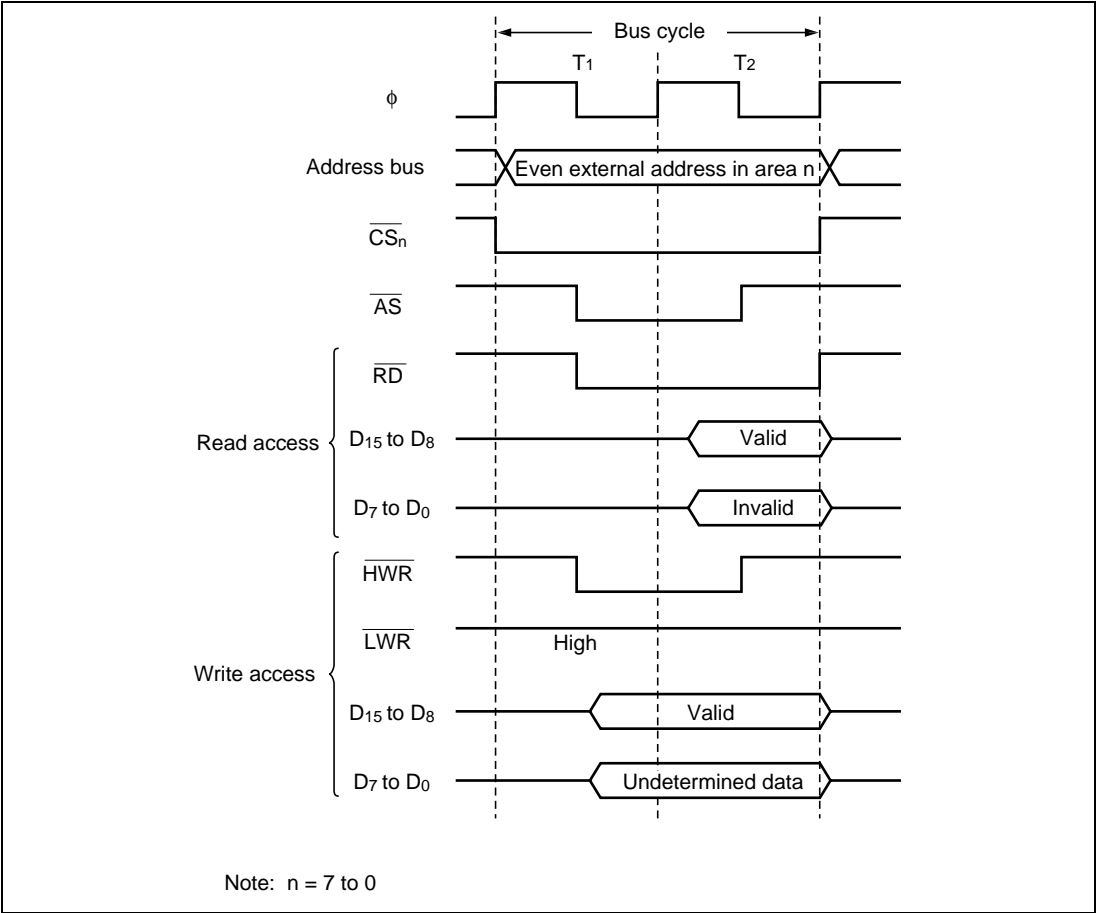 Bus cycle
T1 T2
ϕ
Address bus
Even external address in area n
CSn
AS
RD
Read access
D15 to D8
Valid
D7 to D0
Invalid
HWR
LWR
High
Write access
D15 to D8
Valid
D7 to D0
Undetermined data
Note: n = 7 to 0